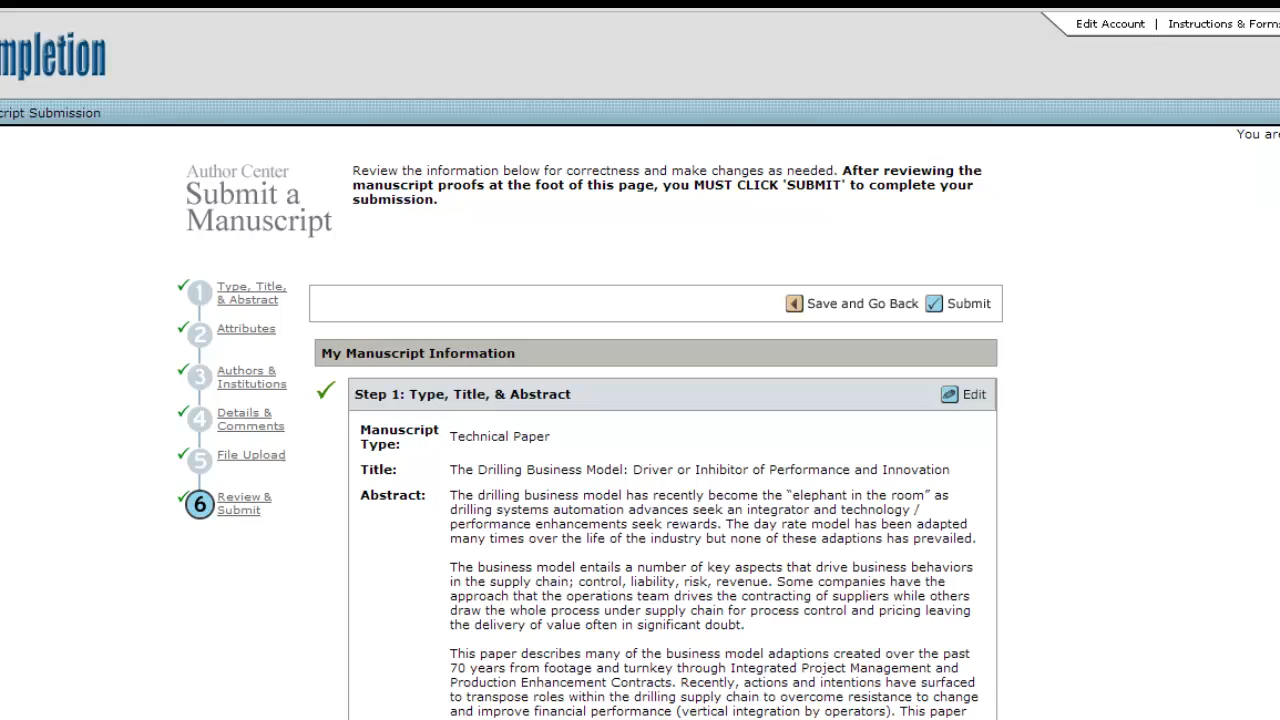 Edit Account | Instructions & Form
mpletion
cript Submission
You are
Author Center
Submit a
Manuscript
Review the information below for correctness and make changes as needed. After reviewing the
manuscript proofs at the foot of this page, you MUST CLICK 'SUBMIT' to complete your
submission.
1 Type, Title,
& Abstract
2 Attributes
3 Authors &
Institutions
4 Details &
Comments
5 File Upload
6 Review &
Submit
Save and Go Back Submit
My Manuscript Information
Step 1: Type, Title, & Abstract Edit
Manuscript
Type: Technical Paper
Title: The Drilling Business Model: Driver or Inhibitor of Performance and Innovation
Abstract: The drilling business model has recently become the “elephant in the room” as
drilling systems automation advances seek an integrator and technology /
performance enhancements seek rewards. The day rate model has been adapted
many times over the life of the industry but none of these adaptions has prevailed.
The business model entails a number of key aspects that drive business behaviors
in the supply chain; control, liability, risk, revenue. Some companies have the
approach that the operations team drives the contracting of suppliers while others
draw the whole process under supply chain for process control and pricing leaving
the delivery of value often in significant doubt.
This paper describes many of the business model adaptions created over the past
70 years from footage and turnkey through Integrated Project Management and
Production Enhancement Contracts. Recently, actions and intentions have surfaced
to transpose roles within the drilling supply chain to overcome resistance to change
and improve financial performance (vertical integration by operators). This paper